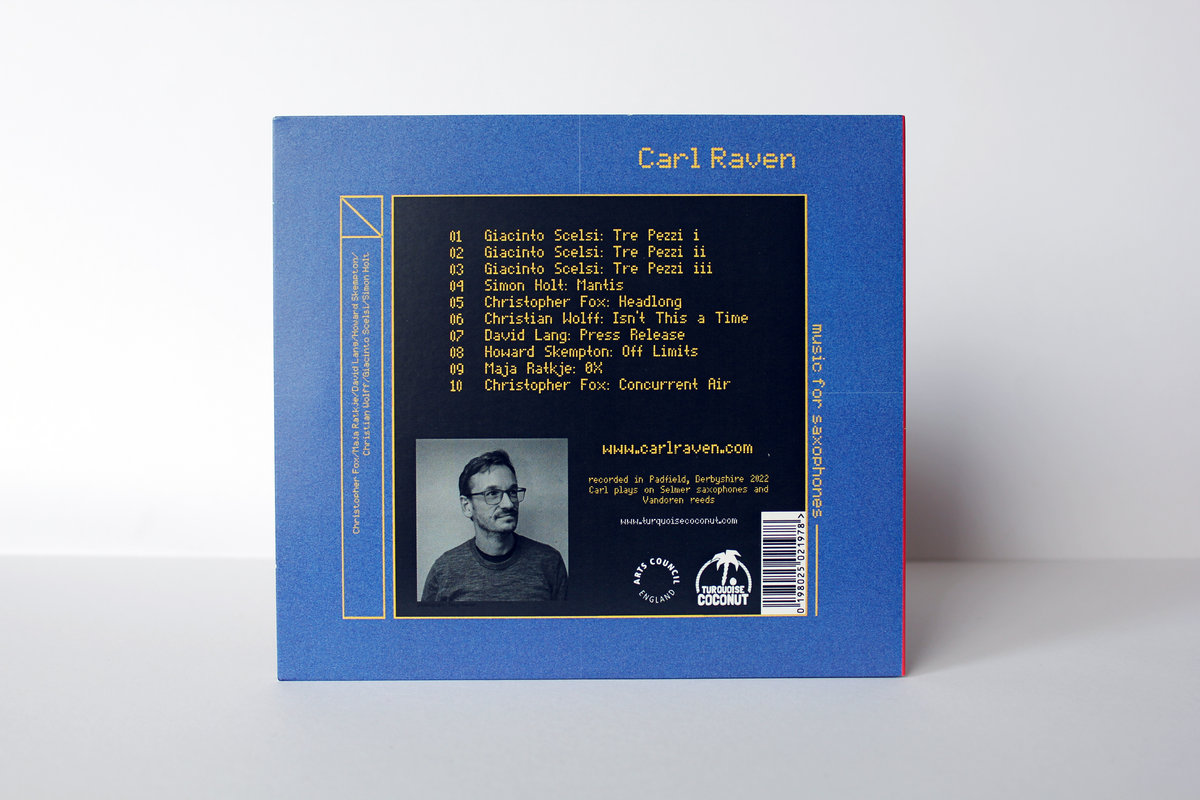 Carl Raven
Christopher Fox/Maja Ratkje/David Lang/Howard Skempton/
Christian Wolff/Giacinto Scelsi/Simon Holt
01 Giacinto Scelsi: Tre Pezzi i
02 Giacinto Scelsi: Tre Pezzi ii
03 Giacinto Scelsi: Tre Pezzi iii
04 Simon Holt: Mantis
05 Christopher Fox: Headlong
06 Christian Wolff: Isn't This a Time
07 David Lang: Press Release
08 Howard Skempton: Off Limits
09 Maja Ratkje: 0X
10 Christopher Fox: Concurrent Air
music for saxophones
www.carlraven.com
recorded in Padfield, Derbyshire 2022
Carl plays on Selmer saxophones and
Vandoren reeds
www.turquoisecoconut.com
ARTS COUNCIL
ENGLAND
TURQUOISE
COCONUT
0 198025 021978 >